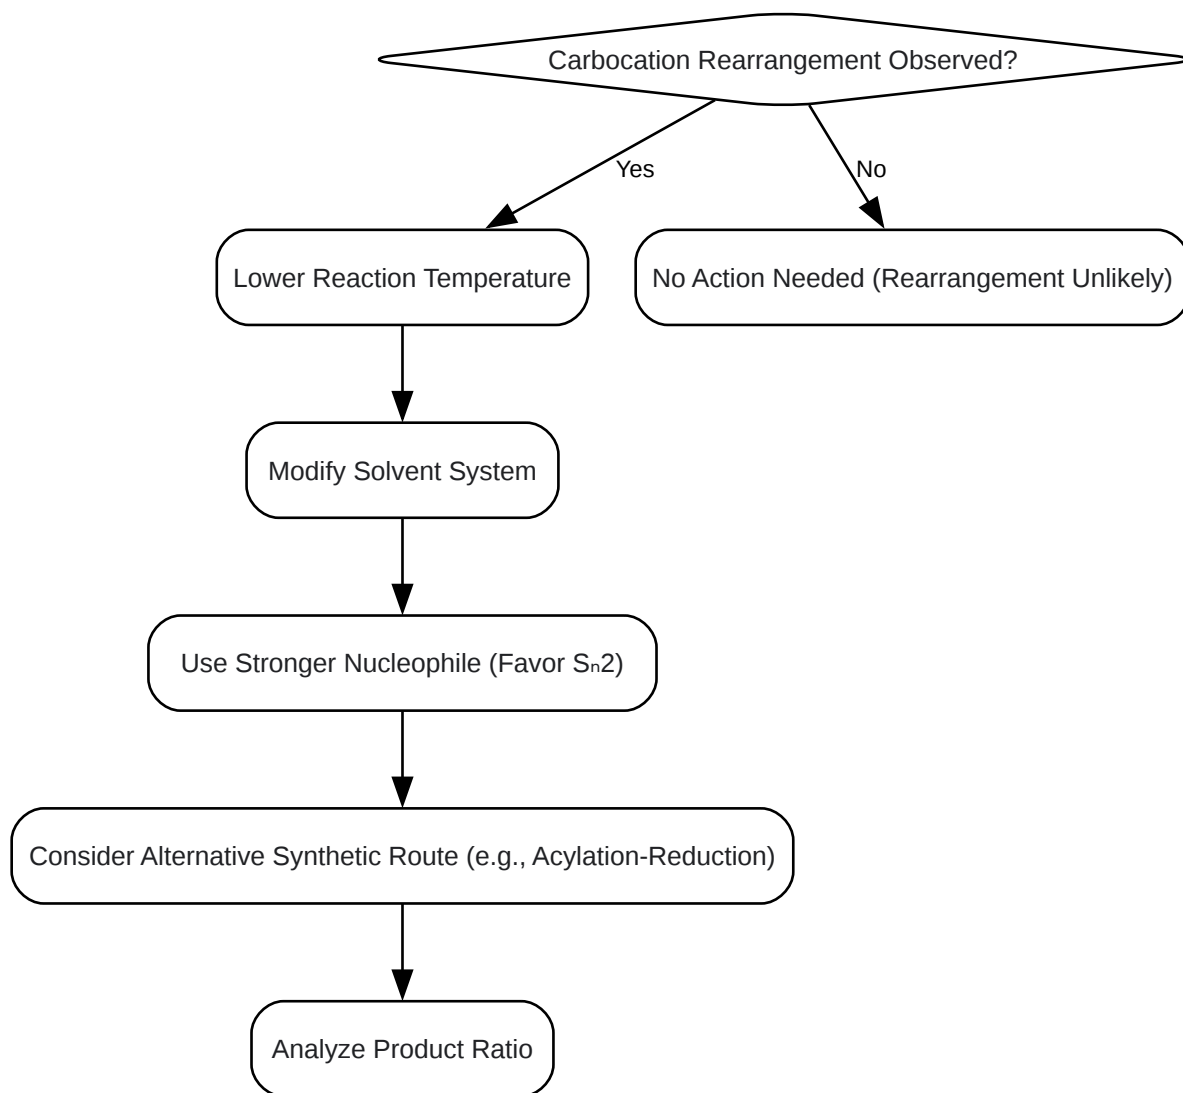 Carbocation Rearrangement Observed?
Yes
No
Lower Reaction Temperature
No Action Needed (Rearrangement Unlikely)
Modify Solvent System
Use Stronger Nucleophile (Favor Sₙ2)
Consider Alternative Synthetic Route (e.g., Acylation-Reduction)
Analyze Product Ratio